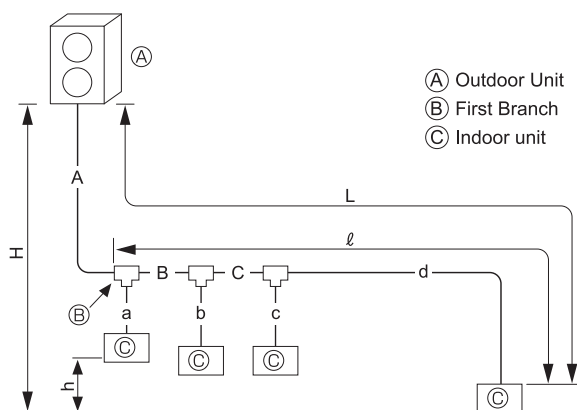 Ⓐ
Ⓐ Outdoor Unit
Ⓑ First Branch
Ⓒ Indoor unit
A
L
H
ℓ
B
C
d
Ⓑ
a
b
c
Ⓒ
Ⓒ
Ⓒ
h
Ⓒ